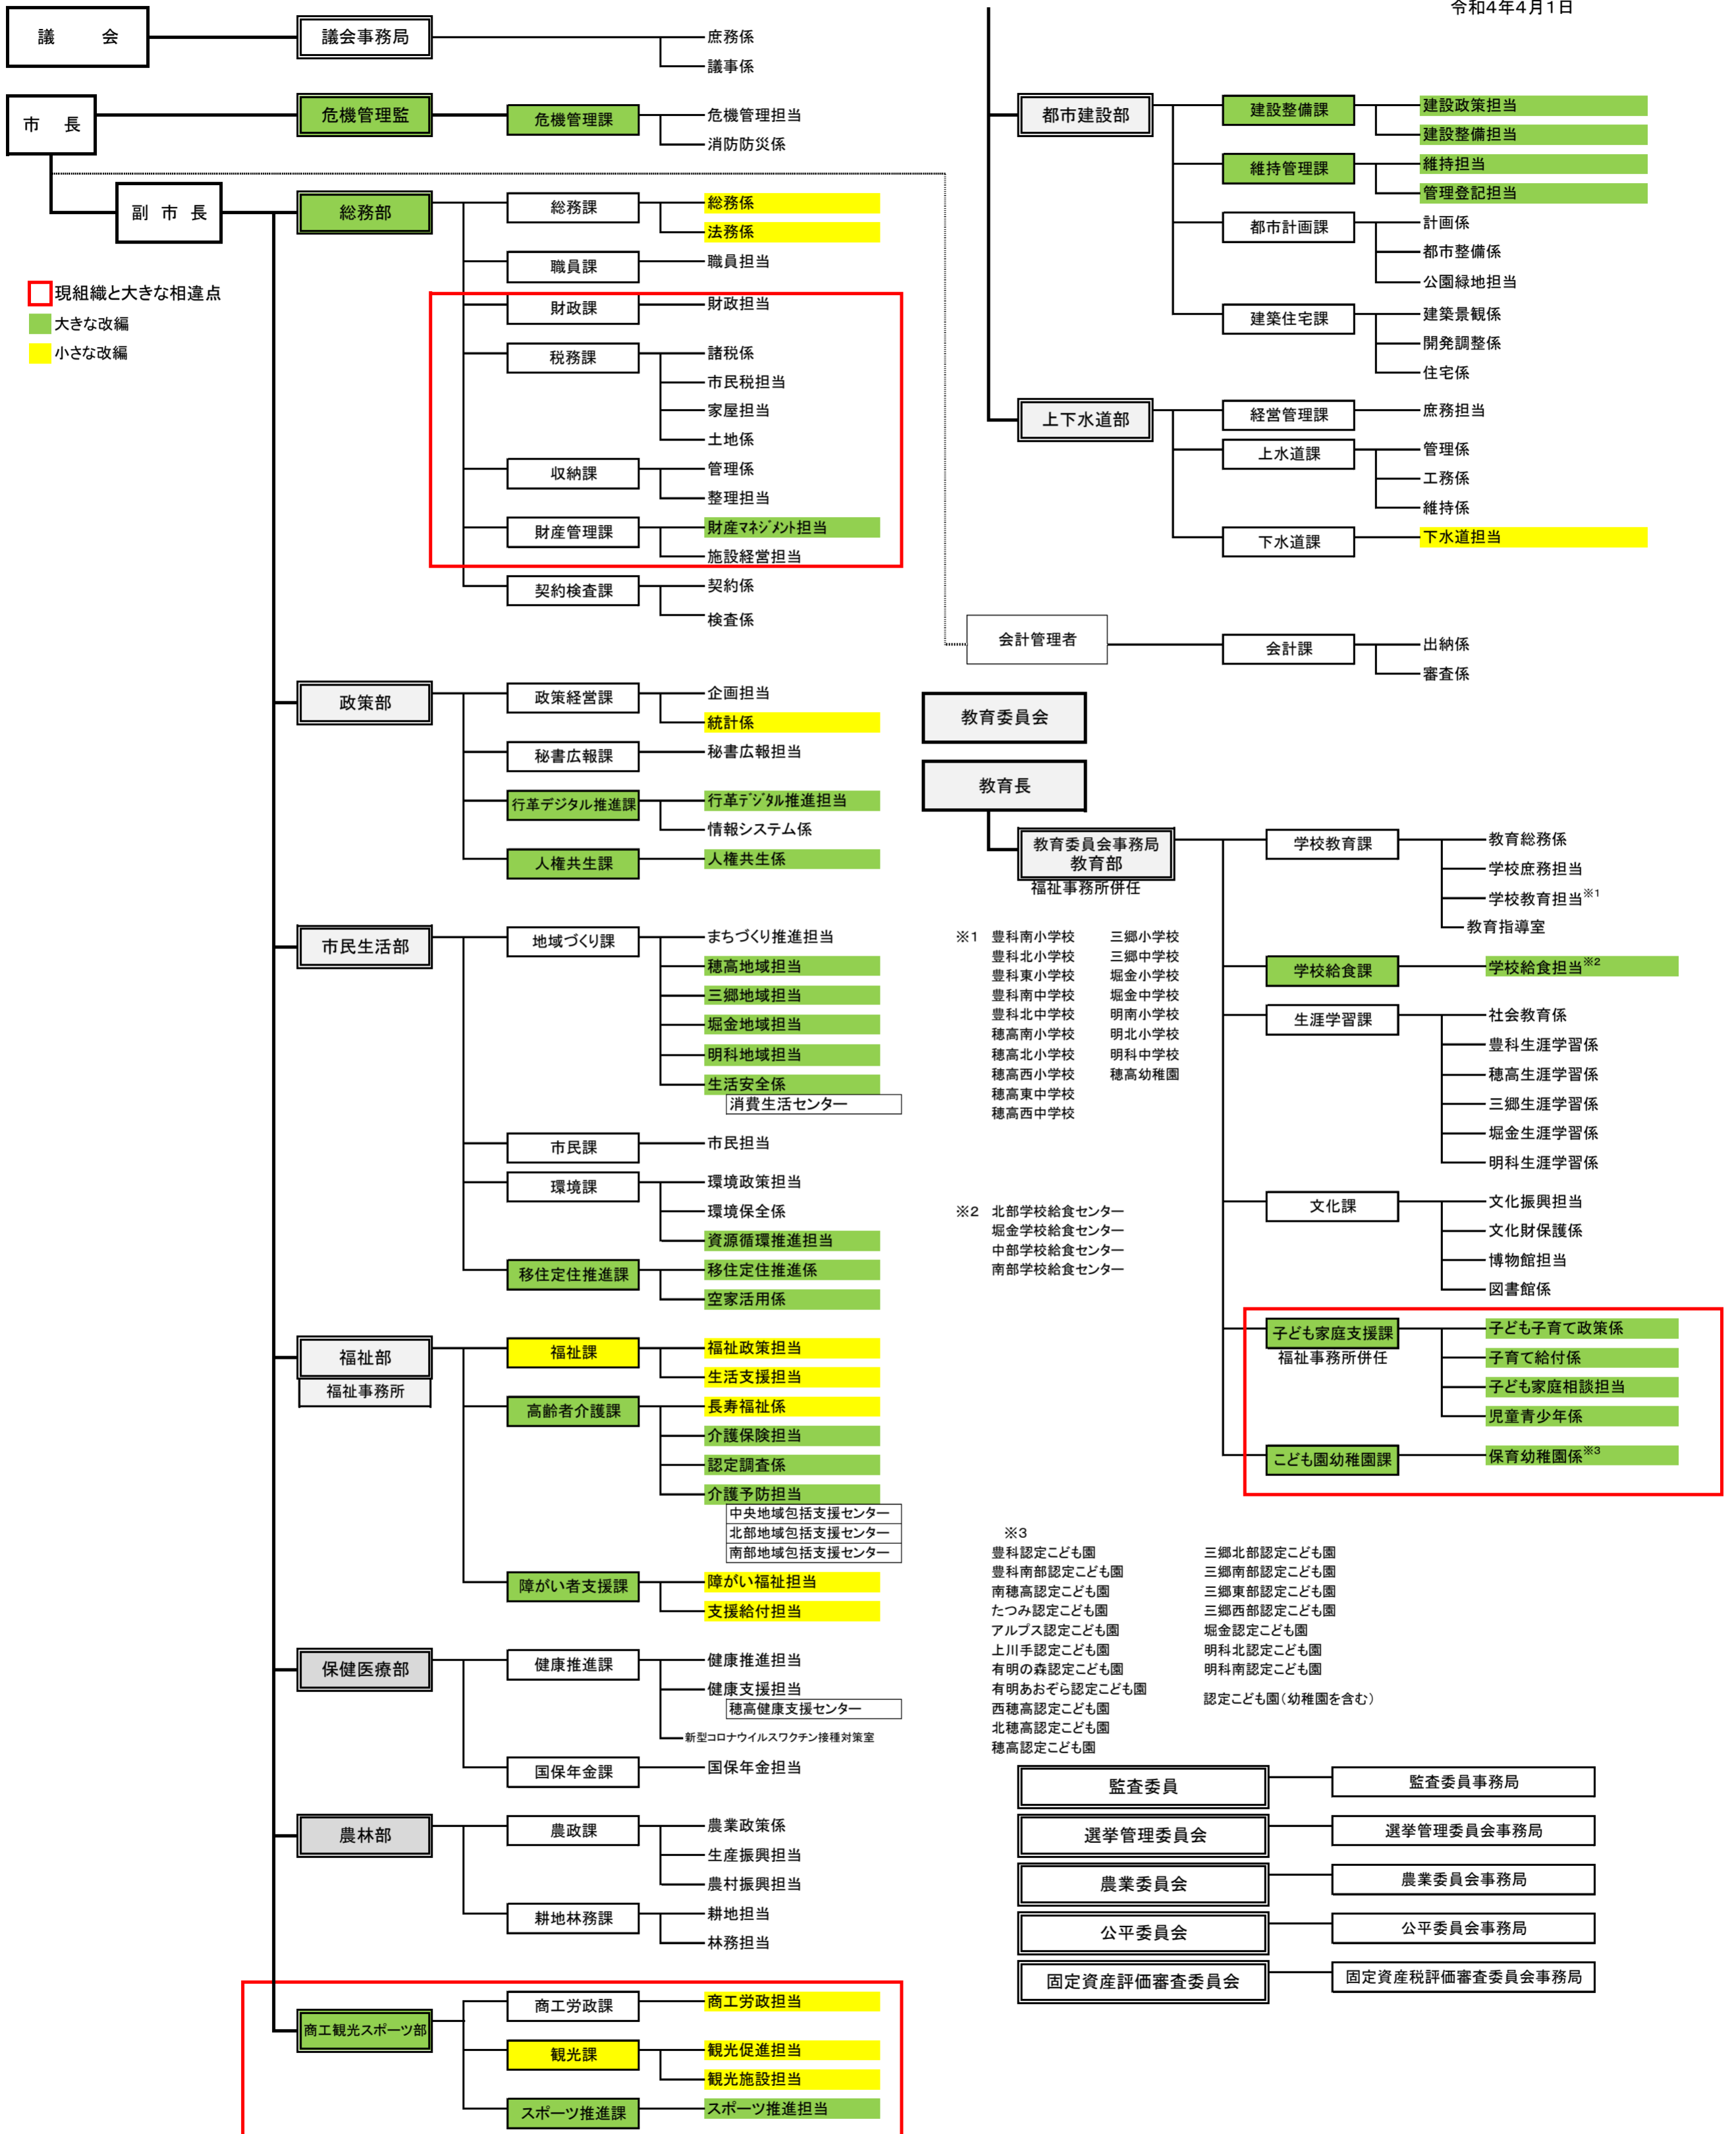 令和4年4月1日
議　会
議会事務局
庶務係
議事係
市　長
危機管理監
危機管理課
危機管理担当
消防防災係
副 市 長
総務部
総務課
総務係
法務係
職員課
職員担当
現組織と大きな相違点
大きな改編
小さな改編
財政課
財政担当
税務課
諸税係
市民税担当
家屋担当
土地係
収納課
管理係
整理担当
財産管理課
財産マネジメント担当
施設経営担当
契約検査課
契約係
検査係
政策部
政策経営課
企画担当
統計係
秘書広報課
秘書広報担当
行革デジタル推進課
行革デジタル推進担当
情報システム係
人権共生課
人権共生係
市民生活部
地域づくり課
まちづくり推進担当
穂高地域担当
三郷地域担当
堀金地域担当
明科地域担当
生活安全係
消費生活センター
市民課
市民担当
環境課
環境政策担当
環境保全係
資源循環推進担当
移住定住推進課
移住定住推進係
空家活用係
福祉部
福祉事務所
福祉課
福祉政策担当
生活支援担当
高齢者介護課
長寿福祉係
介護保険担当
認定調査係
介護予防担当
中央地域包括支援センター
北部地域包括支援センター
南部地域包括支援センター
障がい者支援課
障がい福祉担当
支援給付担当
保健医療部
健康推進課
健康推進担当
健康支援担当
穂高健康支援センター
新型コロナウイルスワクチン接種対策室
国保年金課
国保年金担当
農林部
農政課
農業政策係
生産振興担当
農村振興担当
耕地林務課
耕地担当
林務担当
商工観光スポーツ部
商工労政課
商工労政担当
観光課
観光促進担当
観光施設担当
スポーツ推進課
スポーツ推進担当
都市建設部
建設整備課
建設政策担当
建設整備担当
維持管理課
維持担当
管理登記担当
都市計画課
計画係
都市整備係
公園緑地担当
建築住宅課
建築景観係
開発調整係
住宅係
上下水道部
経営管理課
庶務担当
上水道課
管理係
工務係
維持係
下水道課
下水道担当
会計管理者
会計課
出納係
審査係
教育委員会
教育長
教育委員会事務局
教育部
福祉事務所併任
学校教育課
教育総務係
学校庶務担当
学校教育担当※1
教育指導室
学校給食課
学校給食担当※2
生涯学習課
社会教育係
豊科生涯学習係
穂高生涯学習係
三郷生涯学習係
堀金生涯学習係
明科生涯学習係
文化課
文化振興担当
文化財保護係
博物館担当
図書館係
子ども家庭支援課
福祉事務所併任
子ども子育て政策係
子育て給付係
子ども家庭相談担当
児童青少年係
こども園幼稚園課
保育幼稚園係※3
※1 豊科南小学校 三郷小学校
豊科北小学校 三郷中学校
豊科東小学校 堀金小学校
豊科南中学校 堀金中学校
豊科北中学校 明南小学校
穂高南小学校 明北小学校
穂高北小学校 明科中学校
穂高西小学校 穂高幼稚園
穂高東中学校
穂高西中学校
※2 北部学校給食センター
堀金学校給食センター
中部学校給食センター
南部学校給食センター
※3
豊科認定こども園 三郷北部認定こども園
豊科南部認定こども園 三郷南部認定こども園
南穂高認定こども園 三郷東部認定こども園
たつみ認定こども園 三郷西部認定こども園
アルプス認定こども園 堀金認定こども園
上川手認定こども園 明科北認定こども園
有明の森認定こども園 明科南認定こども園
有明あおぞら認定こども園
認定こども園(幼稚園を含む)
西穂高認定こども園
北穂高認定こども園
穂高認定こども園
監査委員
監査委員事務局
選挙管理委員会
選挙管理委員会事務局
農業委員会
農業委員会事務局
公平委員会
公平委員会事務局
固定資産評価審査委員会
固定資産税評価審査委員会事務局